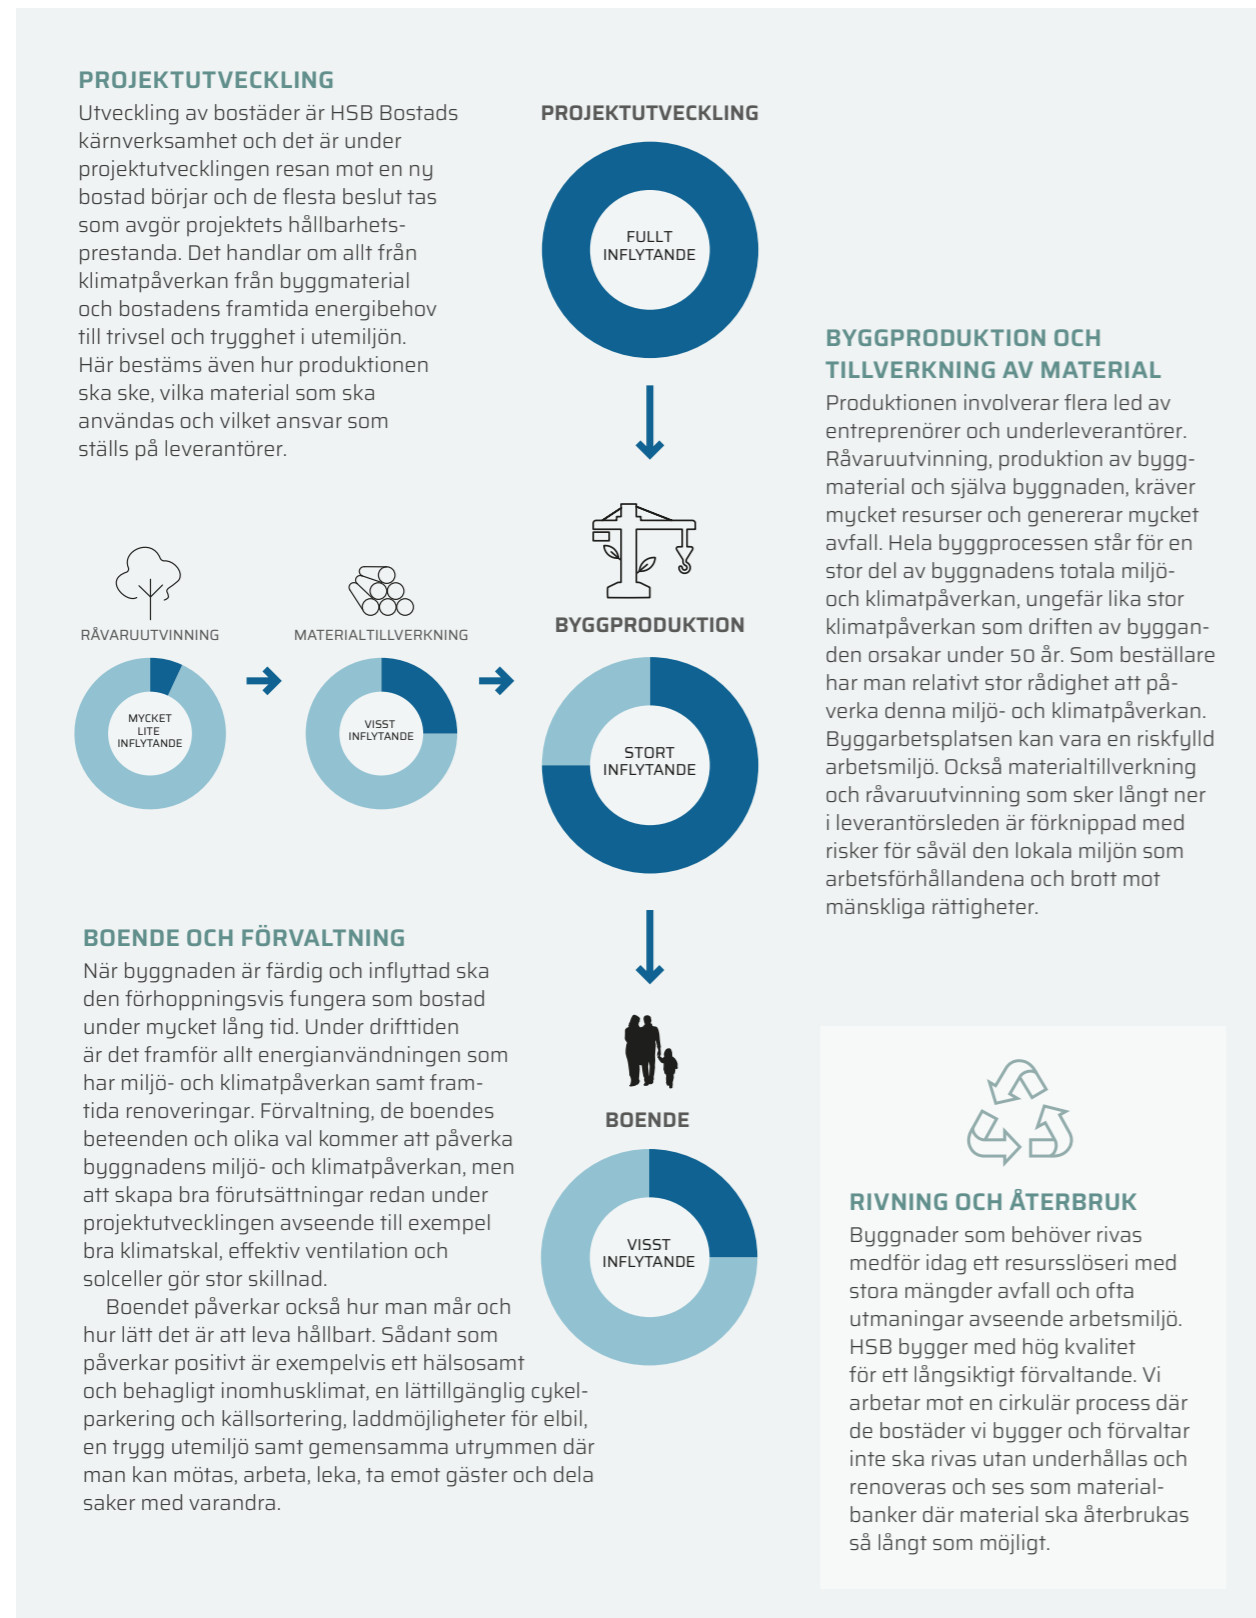 PROJEKTUTVECKLING
Utveckling av bostäder är HSB Bostads
kärnverksamhet och det är under
projektutvecklingen resan mot en ny
bostad börjar och de flesta beslut tas
som avgör projektets hållbarhets-
prestanda. Det handlar om allt från
klimatpåverkan från byggmaterial
och bostadens framtida energibehov
till trivsel och trygghet i utemiljön.
Här bestäms även hur produktionen
ska ske, vilka material som ska
användas och vilket ansvar som
ställs på leverantörer.
PROJEKTUTVECKLING
FULLT
INFLYTANDE
RÅVARUUTVINNING
MYCKET
LITE
INFLYTANDE
MATERIALTILLVERKNING
VISST
INFLYTANDE
BYGGPRODUKTION
STORT
INFLYTANDE
BYGGPRODUKTION OCH
TILLVERKNING AV MATERIAL
Produktionen involverar flera led av
entreprenörer och underleverantörer.
Råvaruutvinning, produktion av bygg-
material och själva byggnaden, kräver
mycket resurser och genererar mycket
avfall. Hela byggprocessen står för en
stor del av byggnadens totala miljö-
och klimatpåverkan, ungefär lika stor
klimatpåverkan som driften av byggan-
den orsakar under 50 år. Som beställare
har man relativt stor rådighet att på-
verka denna miljö- och klimatpåverkan.
Byggarbetsplatsen kan vara en riskfylld
arbetsmiljö. Också materialtillverkning
och råvaruutvinning som sker långt ner
i leverantörsleden är förknippad med
risker för såväl den lokala miljön som
arbetsförhållandena och brott mot
mänskliga rättigheter.
BOENDE OCH FÖRVALTNING
När byggnaden är färdig och inflyttad ska
den förhoppningsvis fungera som bostad
under mycket lång tid. Under drifttiden
är det framför allt energianvändningen som
har miljö- och klimatpåverkan samt fram-
tida renoveringar. Förvaltning, de boendes
beteenden och olika val kommer att påverka
byggnadens miljö- och klimatpåverkan, men
att skapa bra förutsättningar redan under
projektutvecklingen avseende till exempel
bra klimatskal, effektiv ventilation och
solceller gör stor skillnad.
Boendet påverkar också hur man mår och
hur lätt det är att leva hållbart. Sådant som
påverkar positivt är exempelvis ett hälsosamt
och behagligt inomhusklimat, en lättillgänglig cykel-
parkering och källsortering, laddmöjligheter för elbil,
en trygg utemiljö samt gemensamma utrymmen där
man kan mötas, arbeta, leka, ta emot gäster och dela
saker med varandra.
BOENDE
VISST
INFLYTANDE
RIVNING OCH ÅTERBRUK
Byggnader som behöver rivas
medför idag ett resursslöseri med
stora mängder avfall och ofta
utmaningar avseende arbetsmiljö.
HSB bygger med hög kvalitet
för ett långsiktigt förvaltande. Vi
arbetar mot en cirkulär process där
de bostäder vi bygger och förvaltar
inte ska rivas utan underhållas och
renoveras och ses som material-
banker där material ska återbrukas
så långt som möjligt.